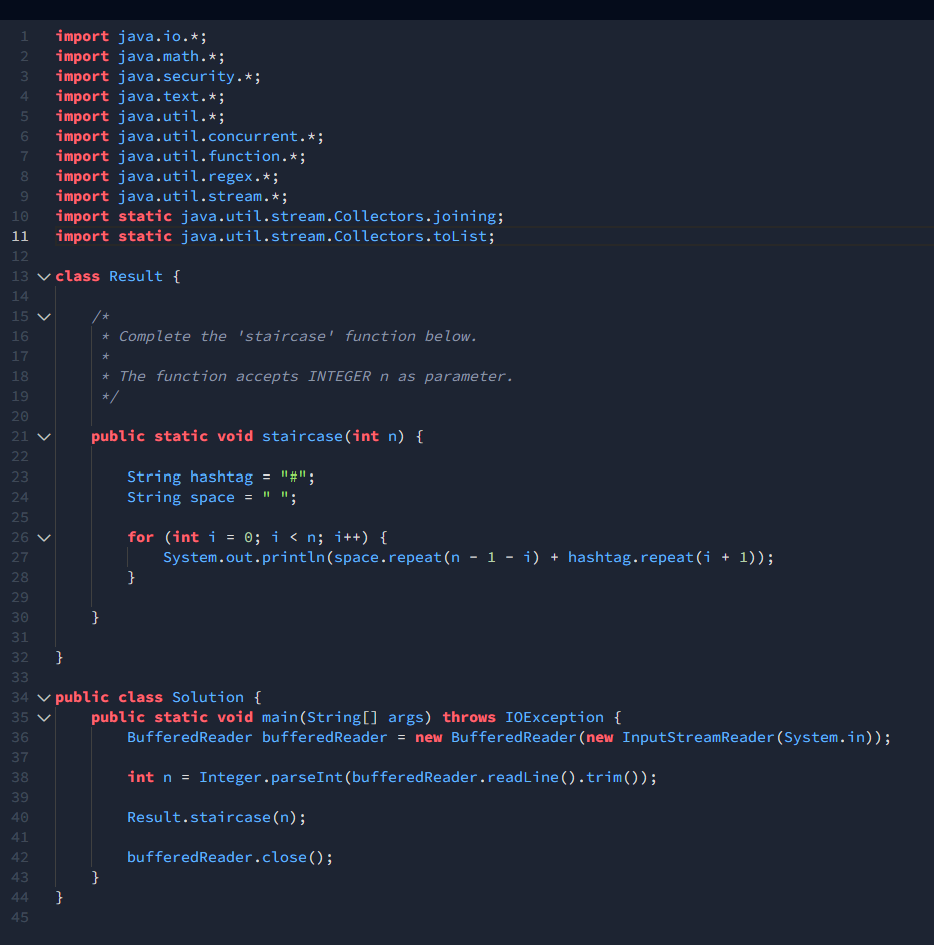 1 import java.io.*;
2 import java.math.*;
3 import java.security.*;
4 import java.text.*;
5 import java.util.*;
6 import java.util.concurrent.*;
7 import java.util.function.*;
8 import java.util.regex.*;
9 import java.util.stream.*;
10 import static java.util.stream.Collectors.joining;
11 import static java.util.stream.Collectors.toList;
12
13 class Result {
14
15     /*
16      * Complete the 'staircase' function below.
17      *
18      * The function accepts INTEGER n as parameter.
19      */
20
21     public static void staircase(int n) {
22
23         String hashtag = "#";
24         String space = " ";
25
26         for (int i = 0; i < n; i++) {
27             System.out.println(space.repeat(n - 1 - i) + hashtag.repeat(i + 1));
28         }
29
30     }
31
32 }
33
34 public class Solution {
35     public static void main(String[] args) throws IOException {
36         BufferedReader bufferedReader = new BufferedReader(new InputStreamReader(System.in));
37
38         int n = Integer.parseInt(bufferedReader.readLine().trim());
39
40         Result.staircase(n);
41
42         bufferedReader.close();
43     }
44 }
45